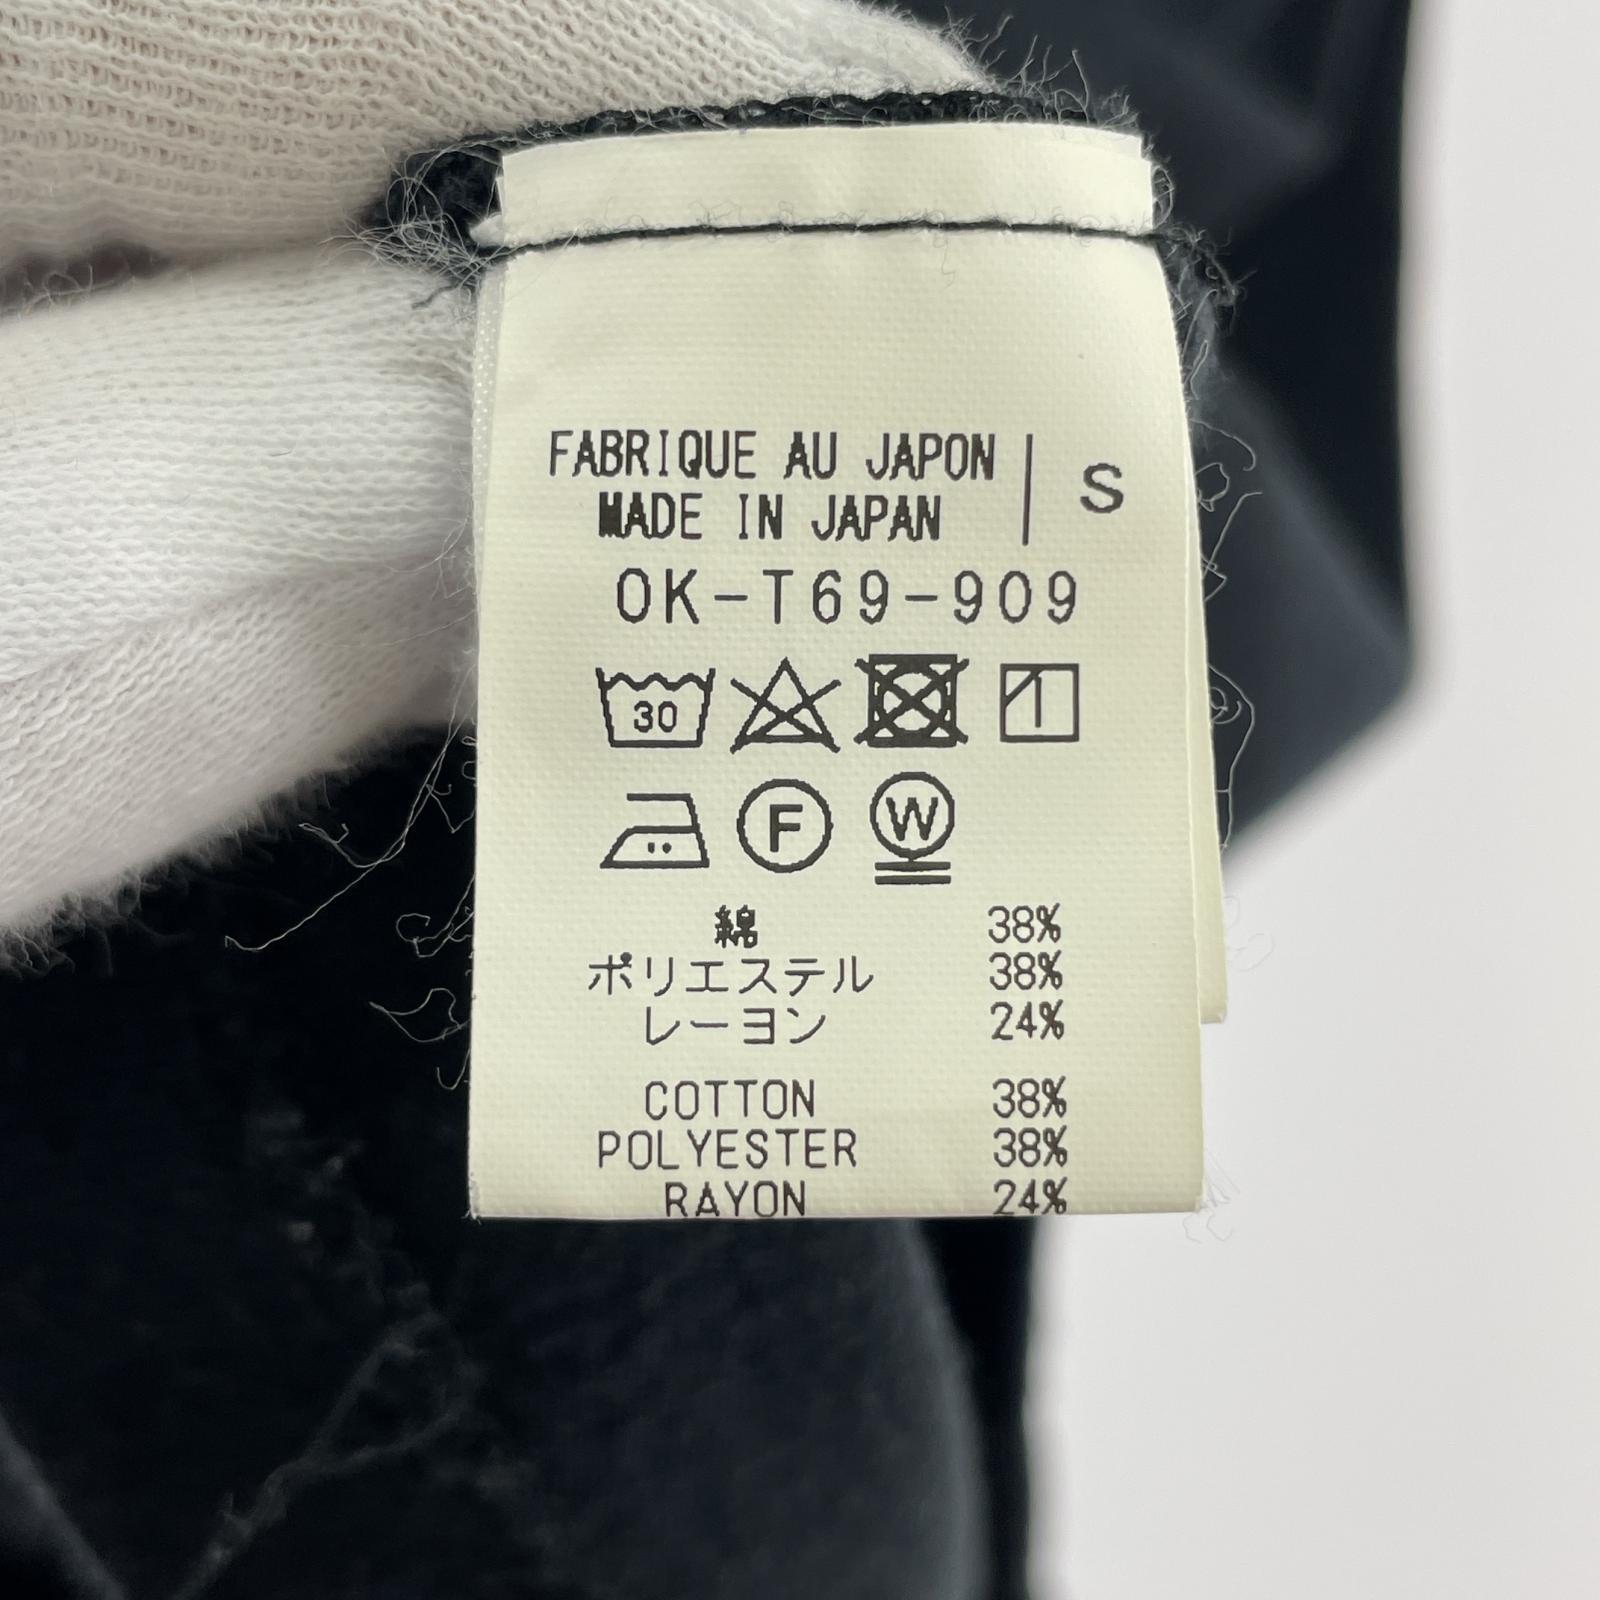 FABRIQUE AU JAPON
MADE IN JAPAN
S
OK-T69-909
30
F
W
綿 38%
ポリエステル 38%
レーヨン 24%
COTTON 38%
POLYESTER 38%
RAYON 24%